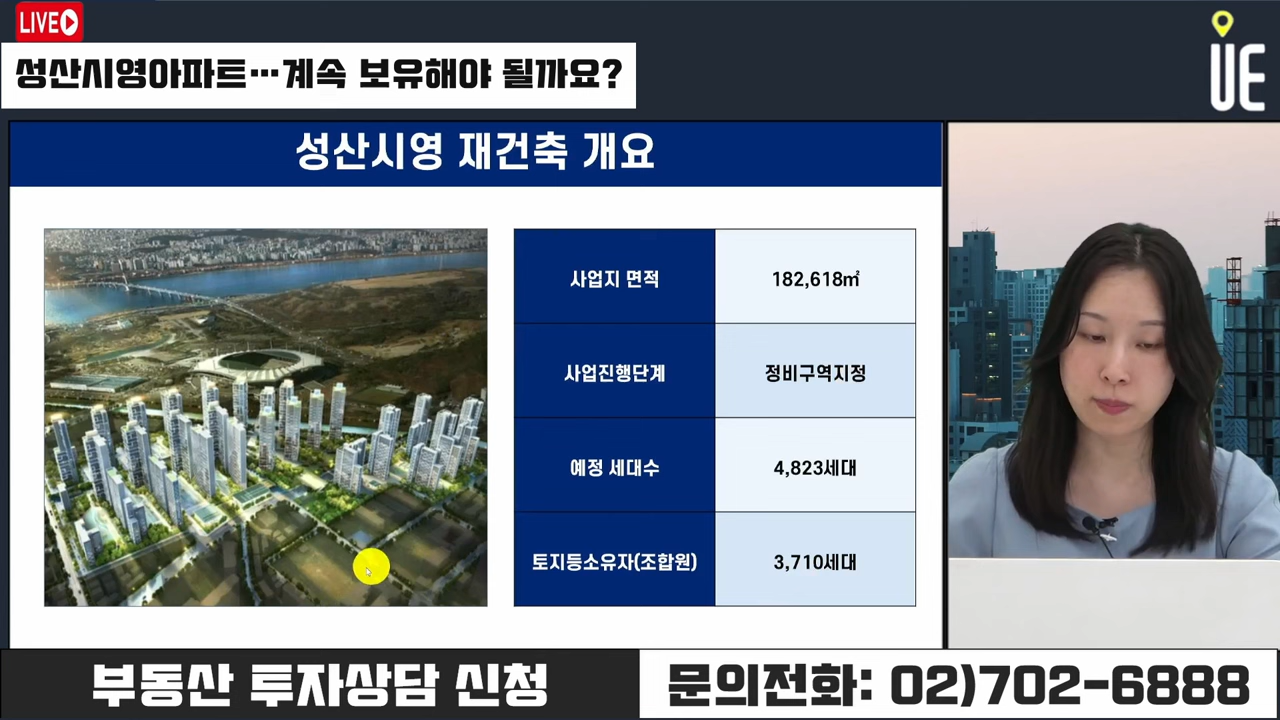 LIVE
성산시영아파트…계속 보유해야 될까요?
UE
성산시영 재건축 개요
사업지 면적 182,618㎡
사업진행단계 정비구역지정
예정 세대수 4,823세대
토지등소유자(조합원) 3,710세대
부동산 투자상담 신청
문의전화: 02)702-6888